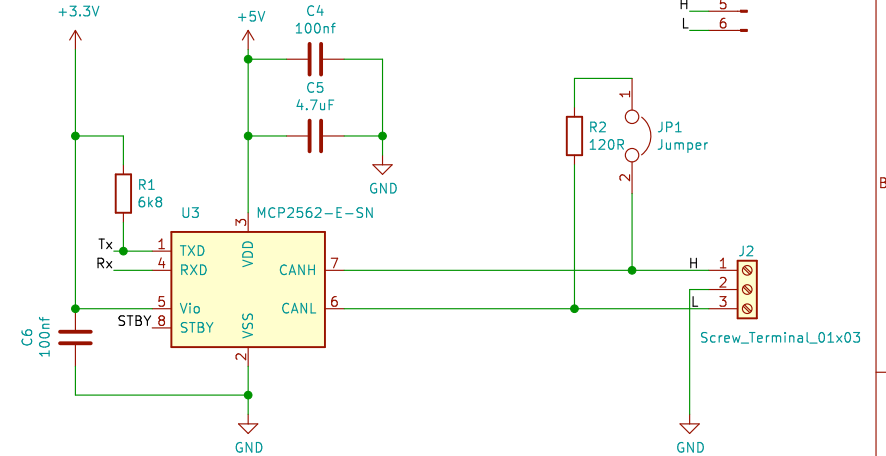 +3.3V
+5V
C4
100nf
C5
4.7uF
GND
H 5
L 6
R1
6k8
R2
120R
1
JP1
Jumper
2
U3
MCP2562-E-SN
3
Tx 1 TXD
Rx 4 RXD
VDD
CANH 7
5 Vio
CANL 6
STBY 8 STBY
VSS
2
C6
100nf
J2
H 1
2
L 3
Screw_Terminal_01x03
GND
GND
B